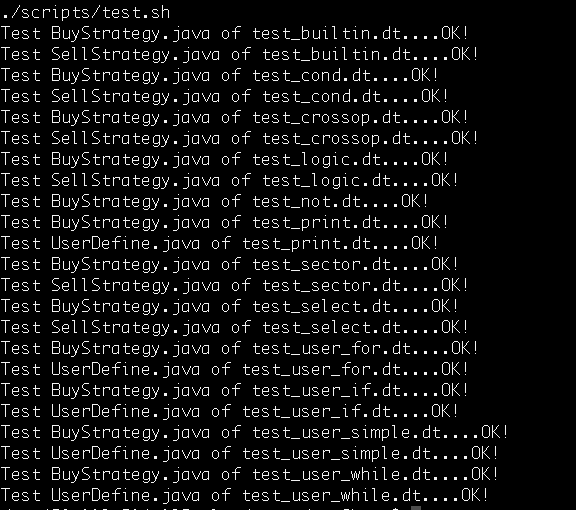 ./scripts/test.sh
Test BuyStrategy.java of test_builtin.dt....OK!
Test SellStrategy.java of test_builtin.dt....OK!
Test BuyStrategy.java of test_cond.dt....OK!
Test SellStrategy.java of test_cond.dt....OK!
Test BuyStrategy.java of test_crossop.dt....OK!
Test SellStrategy.java of test_crossop.dt....OK!
Test BuyStrategy.java of test_logic.dt....OK!
Test SellStrategy.java of test_logic.dt....OK!
Test BuyStrategy.java of test_not.dt....OK!
Test BuyStrategy.java of test_print.dt....OK!
Test UserDefine.java of test_print.dt....OK!
Test BuyStrategy.java of test_sector.dt....OK!
Test SellStrategy.java of test_sector.dt....OK!
Test BuyStrategy.java of test_select.dt....OK!
Test SellStrategy.java of test_select.dt....OK!
Test BuyStrategy.java of test_user_for.dt....OK!
Test UserDefine.java of test_user_for.dt....OK!
Test BuyStrategy.java of test_user_if.dt....OK!
Test UserDefine.java of test_user_if.dt....OK!
Test BuyStrategy.java of test_user_simple.dt....OK!
Test UserDefine.java of test_user_simple.dt....OK!
Test BuyStrategy.java of test_user_while.dt....OK!
Test UserDefine.java of test_user_while.dt....OK!